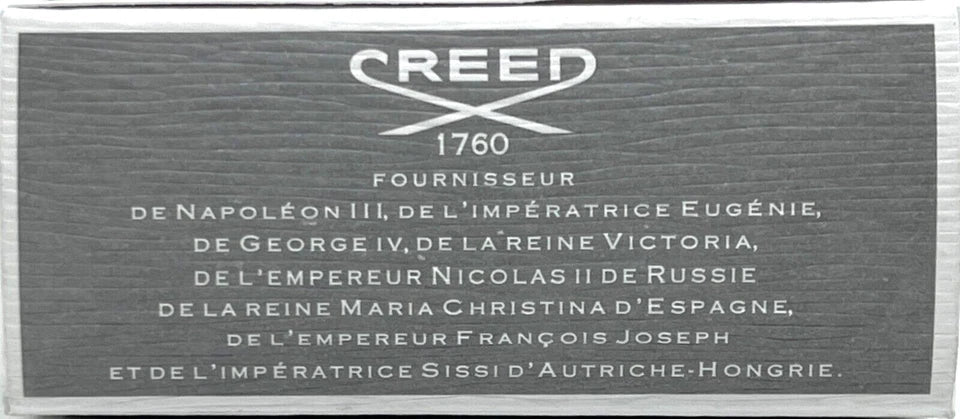 CREED
1760
FOURNISSEUR
DE NAPOLÉON III, DE L'IMPÉRATRICE EUGÉNIE,
DE GEORGE IV, DE LA REINE VICTORIA,
DE L'EMPEREUR NICOLAS II DE RUSSIE
DE LA REINE MARIA CHRISTINA D'ESPAGNE,
DE L'EMPEREUR FRANÇOIS JOSEPH
ET DE L'IMPÉRATRICE SISSI D'AUTRICHE-HONGRIE.